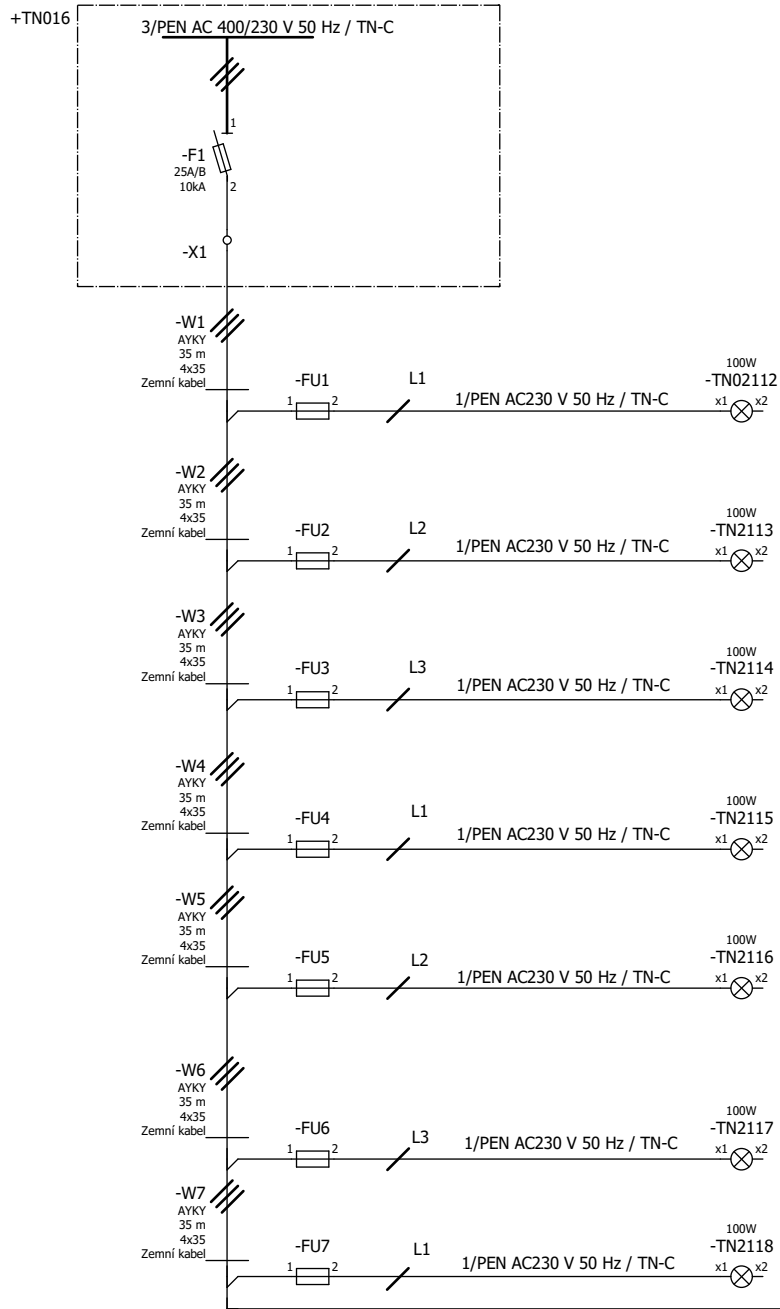 +TN016
3/PEN AC 400/230 V 50 Hz / TN-C
1
-F1
25A/B
10kA
2
-X1
-W1
AYKY
35 m
4x35
Zemní kabel
-FU1
1
2
L1
1/PEN AC230 V 50 Hz / TN-C
100W
-TN02112
x1
x2
-W2
AYKY
35 m
4x35
Zemní kabel
-FU2
1
2
L2
1/PEN AC230 V 50 Hz / TN-C
100W
-TN2113
x1
x2
-W3
AYKY
35 m
4x35
Zemní kabel
-FU3
1
2
L3
1/PEN AC230 V 50 Hz / TN-C
100W
-TN2114
x1
x2
-W4
AYKY
35 m
4x35
Zemní kabel
-FU4
1
2
L1
1/PEN AC230 V 50 Hz / TN-C
100W
-TN2115
x1
x2
-W5
AYKY
35 m
4x35
Zemní kabel
-FU5
1
2
L2
1/PEN AC230 V 50 Hz / TN-C
100W
-TN2116
x1
x2
-W6
AYKY
35 m
4x35
Zemní kabel
-FU6
1
2
L3
1/PEN AC230 V 50 Hz / TN-C
100W
-TN2117
x1
x2
-W7
AYKY
35 m
4x35
Zemní kabel
-FU7
1
2
L1
1/PEN AC230 V 50 Hz / TN-C
100W
-TN2118
x1
x2